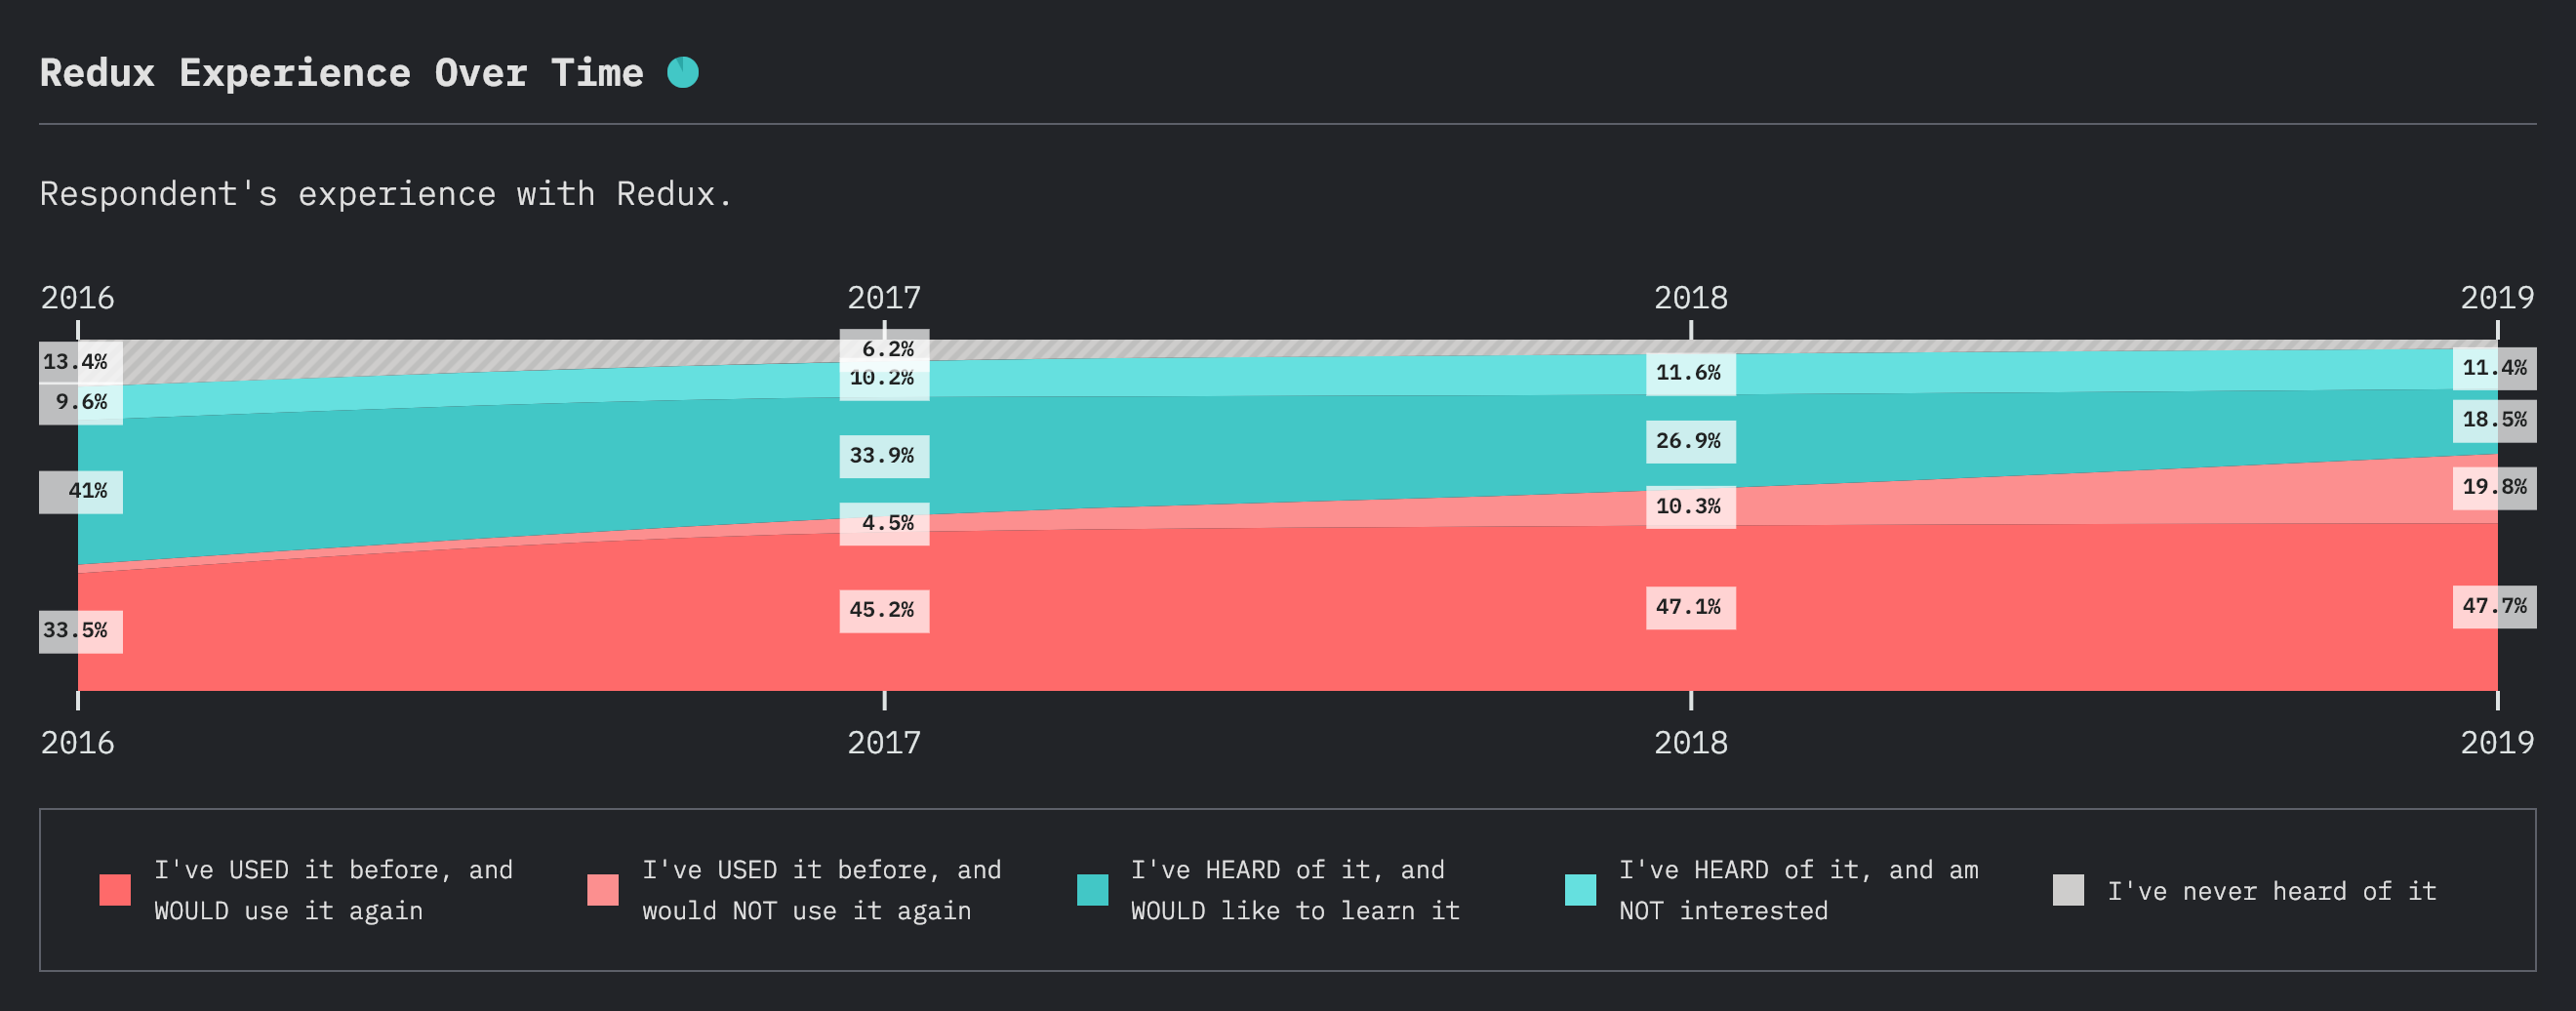 Redux Experience Over Time
Respondent's experience with Redux.
2016 2017 2018 2019
13.4% 6.2%
9.6% 10.2% 11.6% 11.4%
41% 33.9% 26.9% 18.5%
4.5% 10.3% 19.8%
33.5% 45.2% 47.1% 47.7%
2016 2017 2018 2019
I've USED it before, and
WOULD use it again
I've USED it before, and
would NOT use it again
I've HEARD of it, and
WOULD like to learn it
I've HEARD of it, and am
NOT interested
I've never heard of it